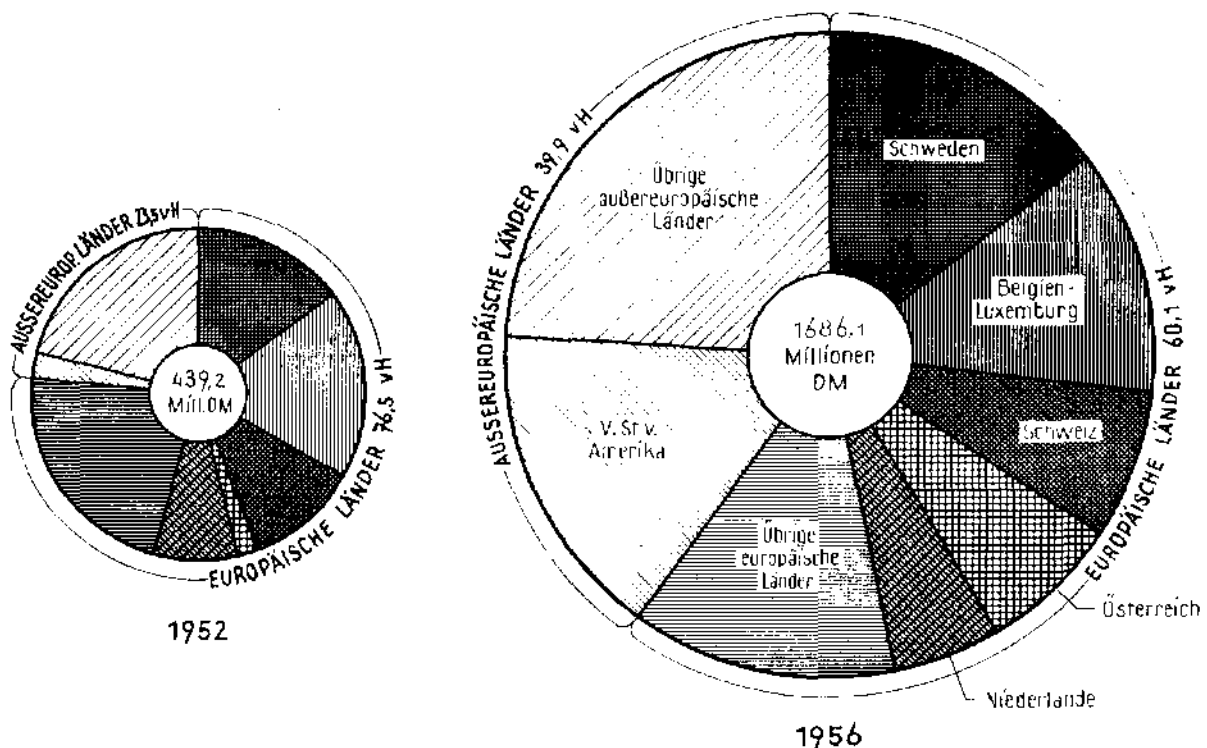 AUSSEREUROP. LÄNDER 23,5 vH
439,2
Mill.DM
EUROPÄISCHE LÄNDER 76,5 vH
1952
AUSSEREUROPÄISCHE LÄNDER 39,9 vH
Übrige
außereuropäische
Länder
Schweden
Belgien-
Luxemburg
1686,1
Millionen
DM
Schweiz
V. St v.
Amerika
Übrige
europäische
Länder
EUROPÄISCHE LÄNDER 60,1 vH
Österreich
Niederlande
1956